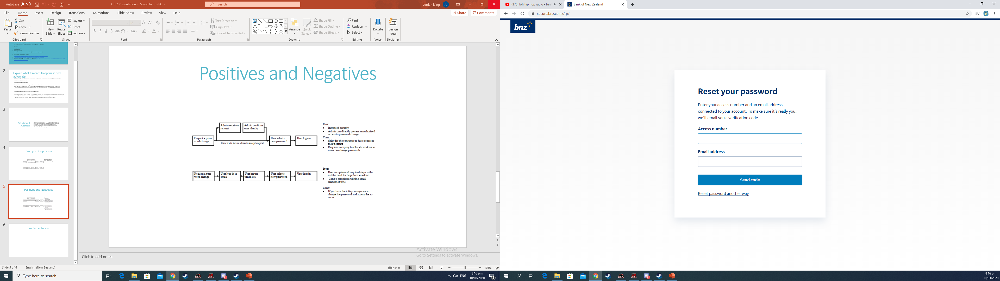 AutoSave Off
C1T2 Presentation - Saved to this PC
Search
Jordan laing JL
File Home Insert Design Transitions Animations Slide Show Review View Help
Share Comments
Paste
Cut
Copy
Format Painter
Clipboard
New Slide
Reuse Slides
Layout
Reset
Section
Slides
12
Font
Text Direction
Align Text
Convert to SmartArt
Paragraph
Arrange
Quick Styles
Shape Fill
Shape Outline
Shape Effects
Drawing
Find
Replace
Select
Editing
Dictate
Voice
Design Ideas
Designer
2
Explain what it means to optimise and
automate
3
Optimise and
Automate
4
Example of a process
5
Positives and Negatives
6
Implementation
Positives and Negatives
Admin receives
request
Admin confirms
user identity
Request a pass-
word change
User waits for an admin to accept request
User selects
new password
User logs in
Pros:
• Increased security
• Admin can directly prevent unauthorized
access to password change
Cons:
• delay for the consumer to have access to
their account
• Requires company to allocate workers so
users can change passwords
Request a pass-
word change
User logs in to
email
User inputs
timed key
User selects
new password
User logs in
Pros:
• User completes all required steps with-
out the need for help from an admin
• Can be completed within a small
amount of time
Cons:
• If you have the info you anyone can
change the password and access the ac-
count
Activate Windows
Go to Settings to activate Windows.
Click to add notes
Slide 5 of 6 English (New Zealand)
Notes
108%
Type here to search
ENG
8:16 pm
10/03/2020
2
(375) lofi hip hop radio - bea
Bank of New Zealand
secure.bnz.co.nz/rp/
bnz
Reset your password
Enter your access number and an email address
connected to your account. To make sure it's really you,
we'll email you a verification code.
Access number
Email address
Send code
Reset password another way
8:16 pm
10/03/2020